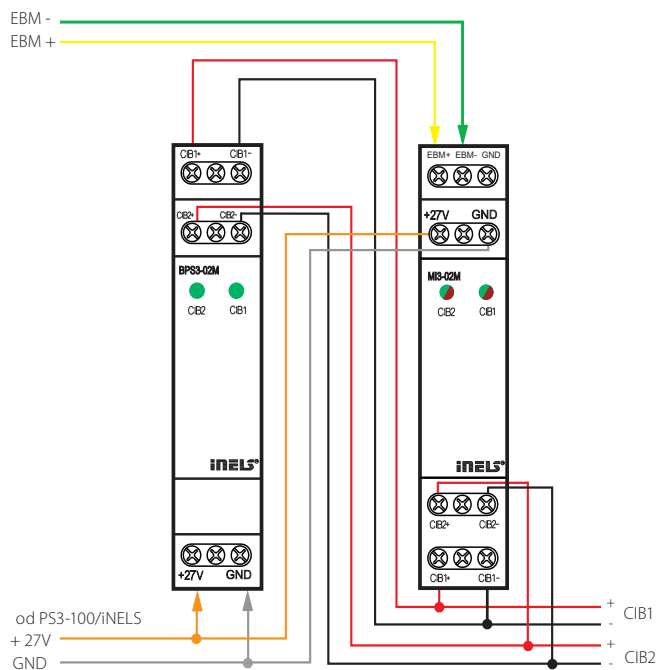 EBM -
EBM +
CIB1+ CIB1-
EBM+ EBM- GND
CIB2+ CIB2-
+27V GND
BPS3-02M
MI3-02M
CIB2 CIB1
CIB2 CIB1
iNELS®
iNELS®
CIB2+ CIB2-
+27V GND
CIB1+ CIB1-
od PS3-100/iNELS
+ 27V
GND
+
-
CIB1
+
-
CIB2